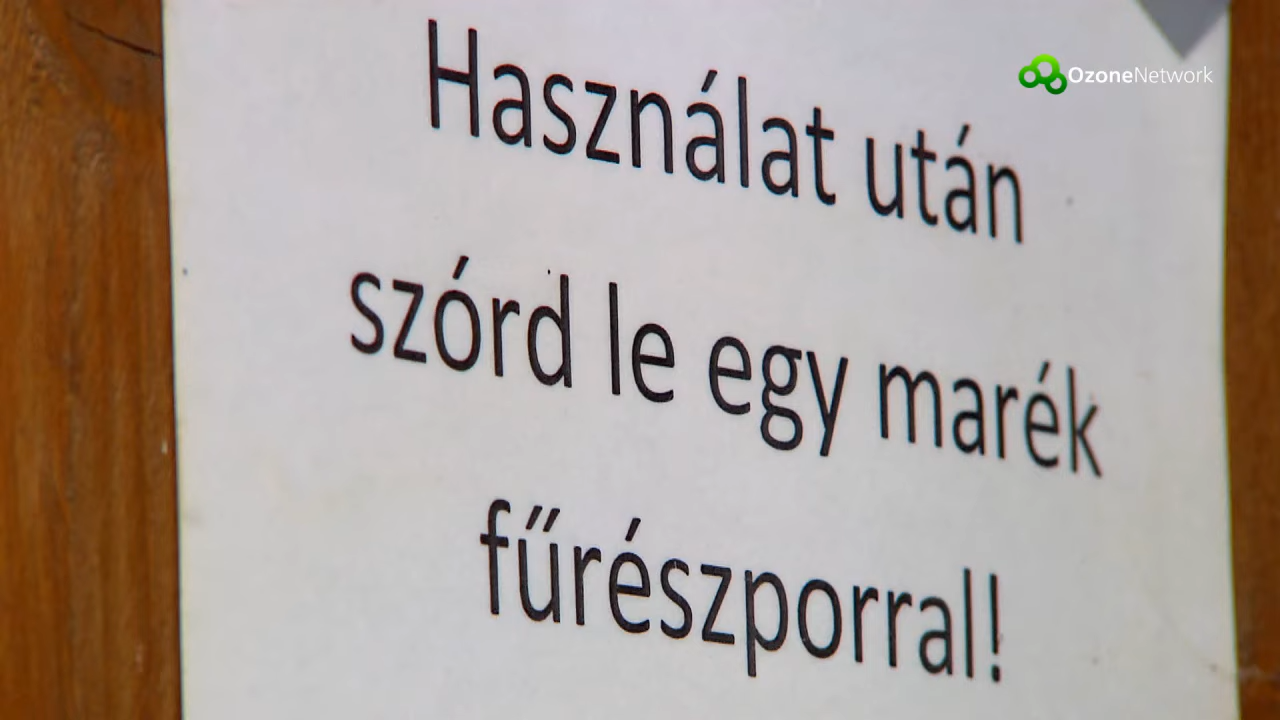 OzoneNetwork
Használat után
szórd le egy marék
fűrészporral!